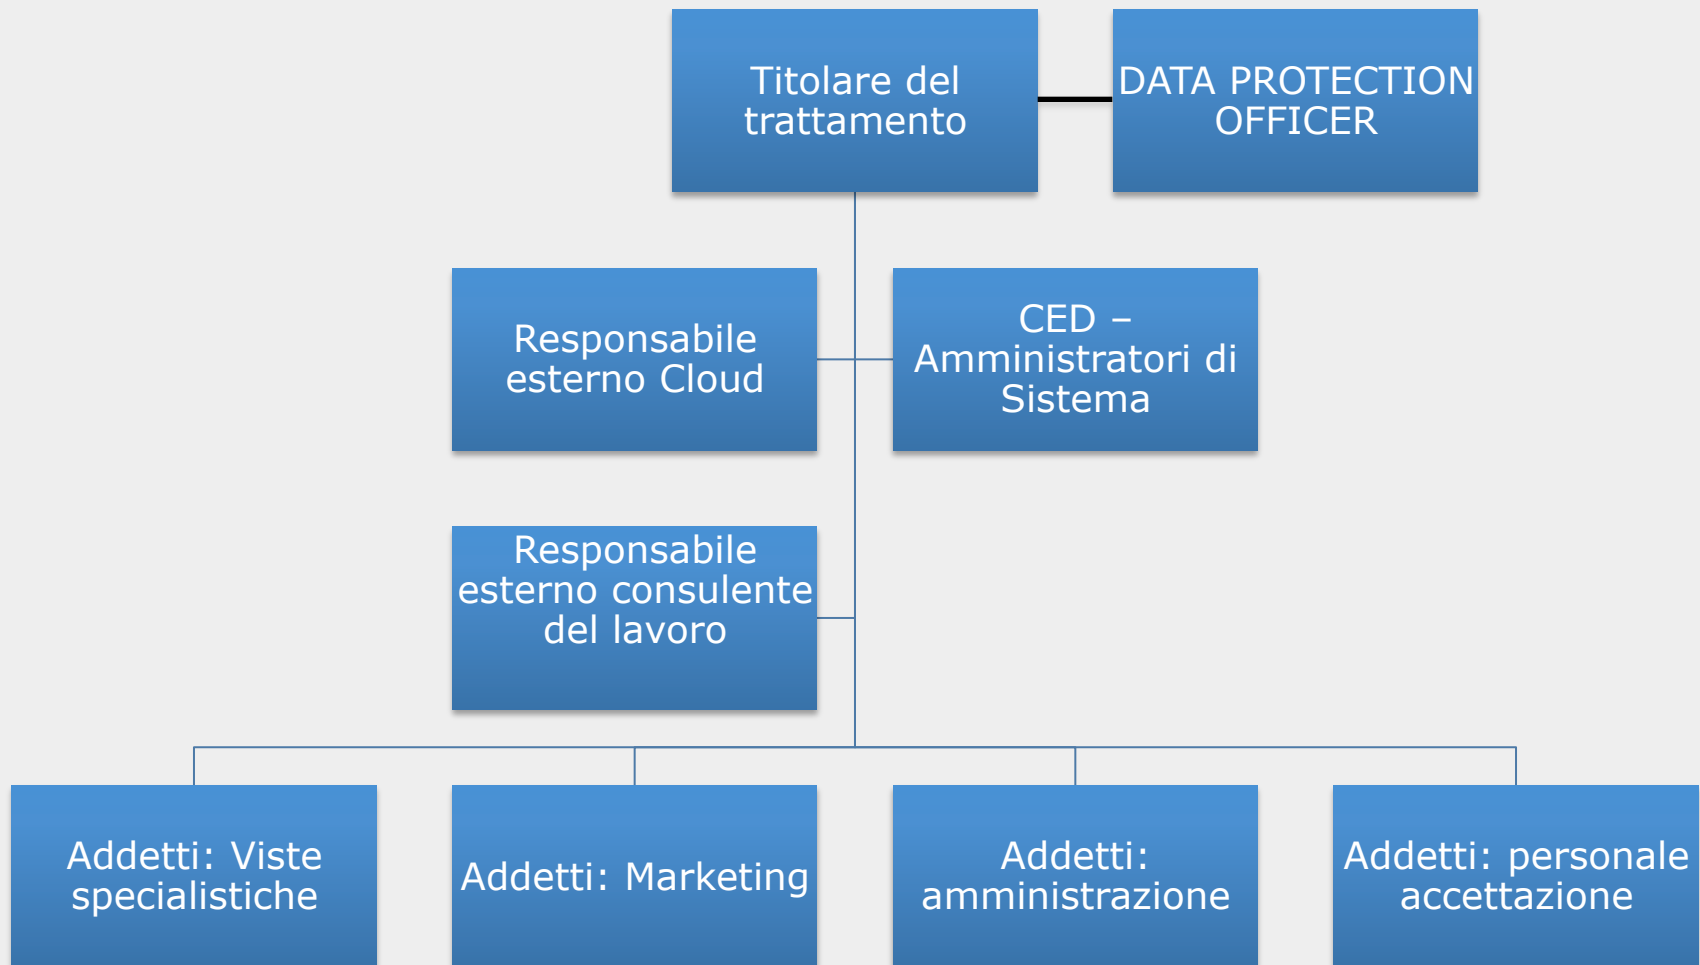 Titolare del
trattamento
DATA PROTECTION
OFFICER
Responsabile
esterno Cloud
CED –
Amministratori di
Sistema
Responsabile
esterno consulente
del lavoro
Addetti: Viste
specialistiche
Addetti: Marketing
Addetti:
amministrazione
Addetti: personale
accettazione